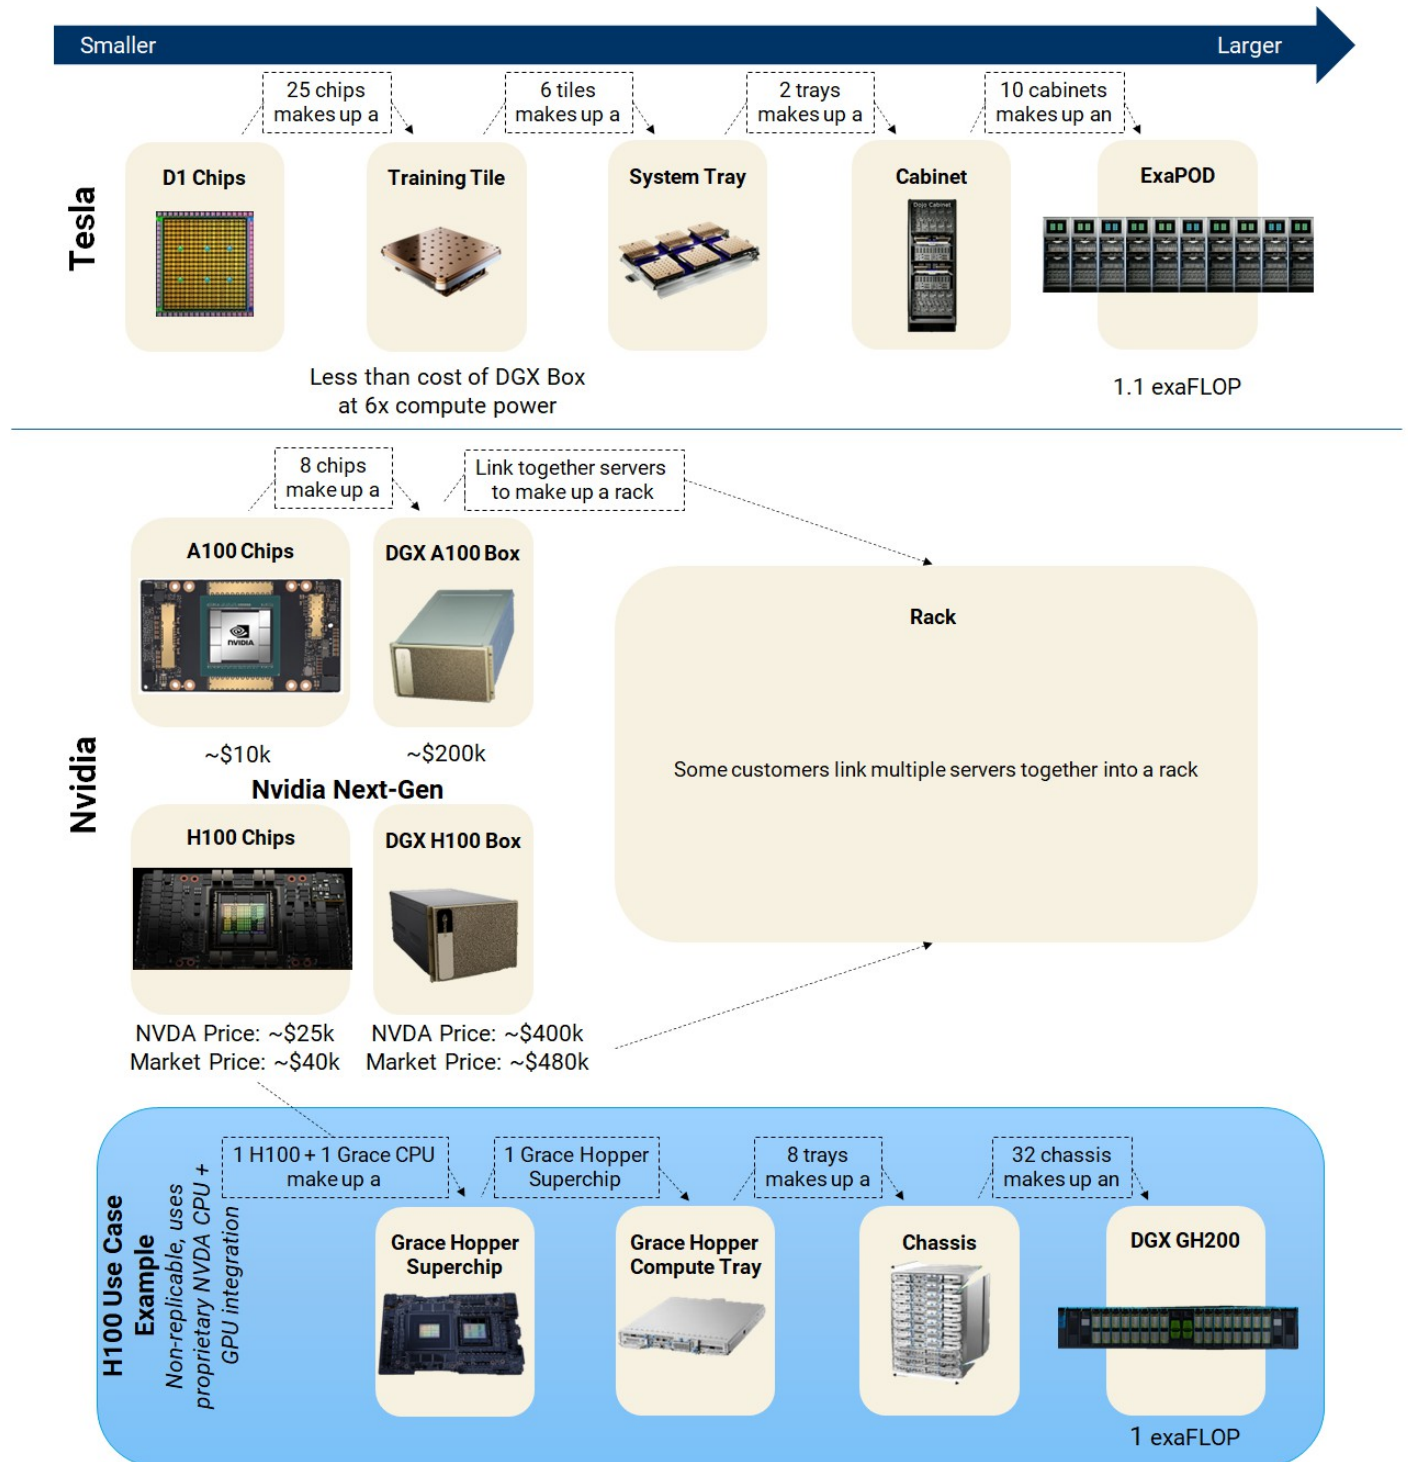 Smaller
Larger
25 chips
makes up a
6 tiles
makes up a
2 trays
makes up a
10 cabinets
makes up an
Tesla
D1 Chips
Training Tile
System Tray
Cabinet
ExaPOD
Dojo Cabinet
Less than cost of DGX Box
at 6x compute power
1.1 exaFLOP
8 chips
make up a
Link together servers
to make up a rack
Nvidia
A100 Chips
DGX A100 Box
NVIDIA
~$10k
~$200k
Rack
Some customers link multiple servers together into a rack
Nvidia Next-Gen
H100 Chips
DGX H100 Box
NVDA Price: ~$25k
Market Price: ~$40k
NVDA Price: ~$400k
Market Price: ~$480k
H100 Use Case
Example
Non-replicable, uses
proprietary NVDA CPU +
GPU integration
1 H100 + 1 Grace CPU
make up a
1 Grace Hopper
Superchip
8 trays
makes up a
32 chassis
makes up an
Grace Hopper
Superchip
Grace Hopper
Compute Tray
Chassis
DGX GH200
1 exaFLOP